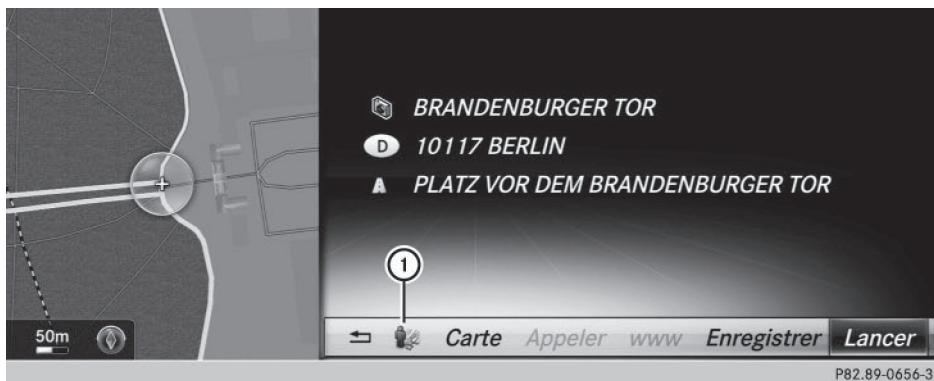 BRANDENBURGER TOR
D 10117 BERLIN
A PLATZ VOR DEM BRANDENBURGER TOR
1
50m
Carte Appeler www Enregistrer Lancer
P82.89-0656-31